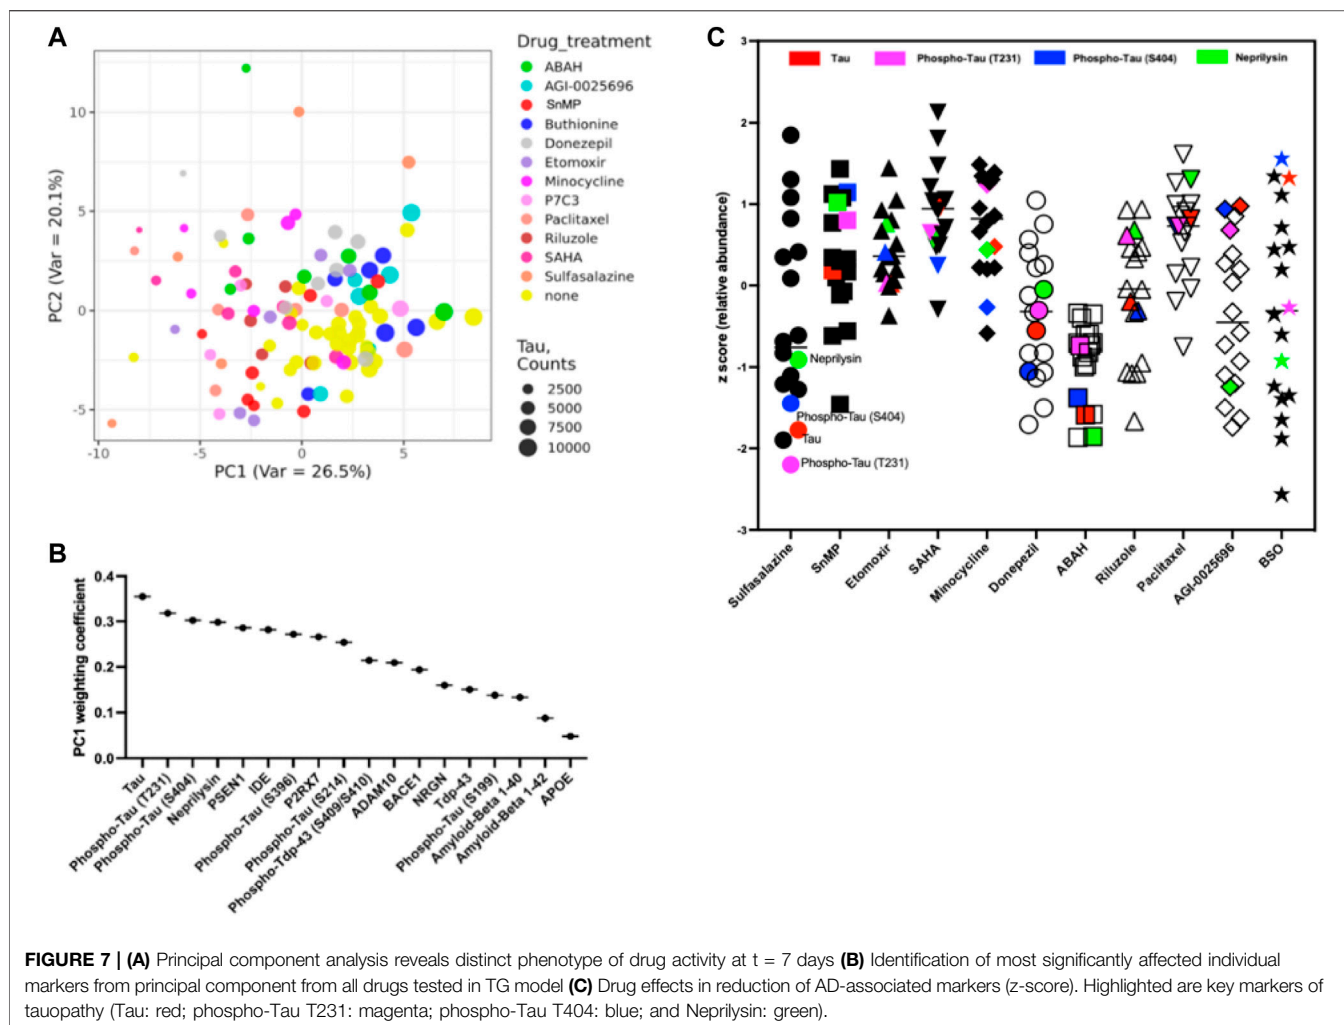 A
Drug_treatment
ABAH
AGI-0025696
SnMP
Buthionine
Donezepil
Etomoxir
Minocycline
P7C3
Paclitaxel
Riluzole
SAHA
Sulfasalazine
none
Tau,
Counts
2500
5000
7500
10000
PC2 (Var = 20.1%)
10
5
0
-5
-10
-5
0
5
PC1 (Var = 26.5%)
B
PC1 weighting coefficient
0.4
0.3
0.2
0.1
0.0
Tau
Phospho-Tau (T231)
Phospho-Tau (S404)
Neprilysin
PSEN1
IDE
Phospho-Tau (S396)
P2RX7
Phospho-Tau (S214)
Phospho-Tdp-43 (S409/S410)
ADAM10
BACE1
NRGN
Tdp-43
Phospho-Tau (S199)
Amyloid-Beta 1-40
Amyloid-Beta 1-42
APOE
C
z score (relative abundance)
3
2
1
0
-1
-2
-3
Tau
Phospho-Tau (T231)
Phospho-Tau (S404)
Neprilysin
Neprilysin
Phospho-Tau (S404)
Tau
Phospho-Tau (T231)
Sulfasalazine
SnMP
Etomoxir
SAHA
Minocycline
Donepezil
ABAH
Riluzole
Paclitaxel
AGI-0025696
BSO
FIGURE 7 | (A) Principal component analysis reveals distinct phenotype of drug activity at t = 7 days (B) Identification of most significantly affected individual
markers from principal component from all drugs tested in TG model (C) Drug effects in reduction of AD-associated markers (z-score). Highlighted are key markers of
tauopathy (Tau: red; phospho-Tau T231: magenta; phospho-Tau T404: blue; and Neprilysin: green).